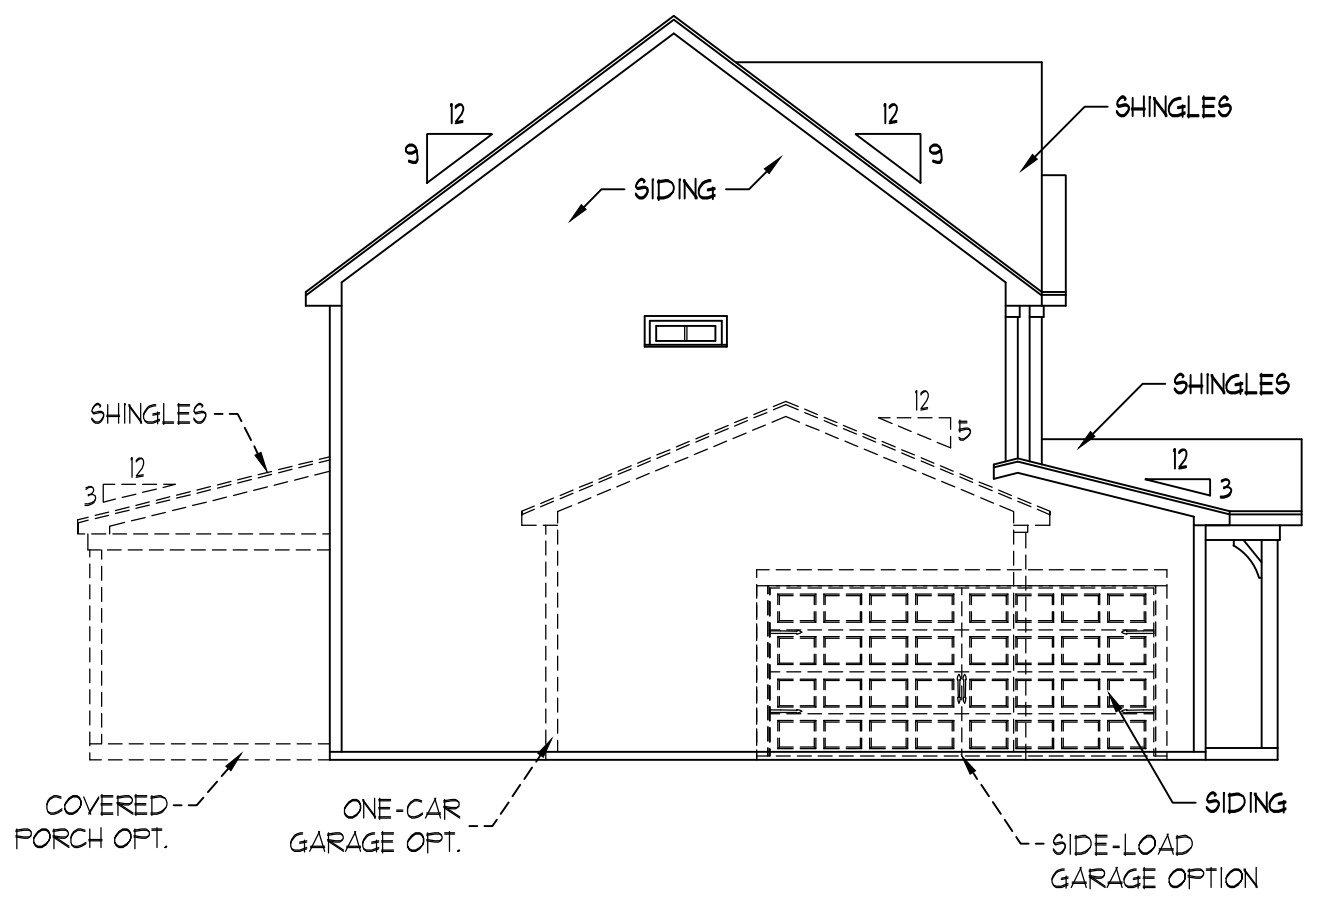 12
12
SHINGLES
9
9
SIDING
SHINGLES
SHINGLES
12
5
12
12
3
3
COVERED
PORCH OPT.
ONE-CAR
GARAGE OPT.
SIDING
SIDE-LOAD
GARAGE OPTION